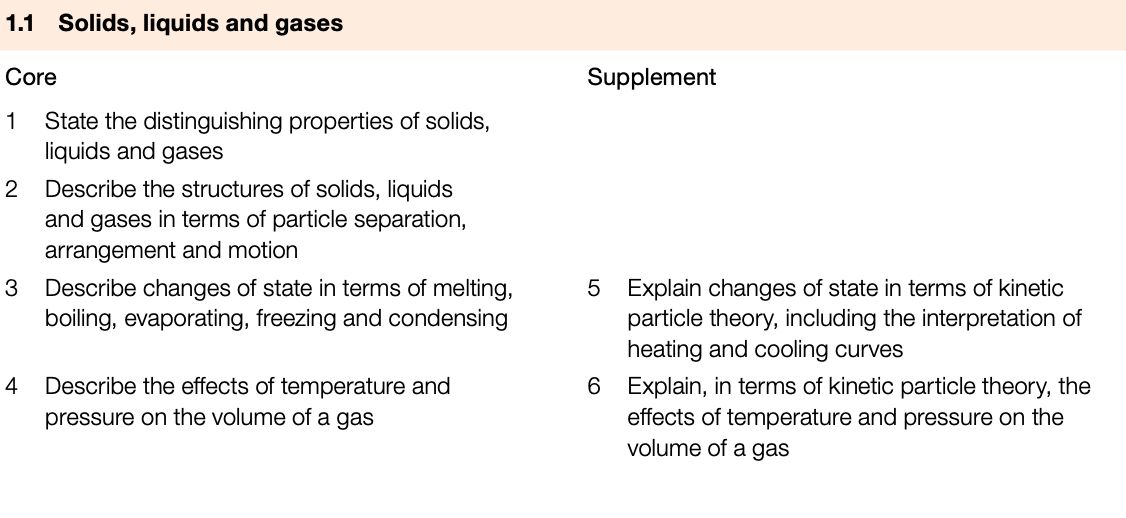 1.1 Solids, liquids and gases
Core
Supplement
1 State the distinguishing properties of solids,
liquids and gases
2 Describe the structures of solids, liquids
and gases in terms of particle separation,
arrangement and motion
3 Describe changes of state in terms of melting,
boiling, evaporating, freezing and condensing
5 Explain changes of state in terms of kinetic
particle theory, including the interpretation of
heating and cooling curves
4 Describe the effects of temperature and
pressure on the volume of a gas
6 Explain, in terms of kinetic particle theory, the
effects of temperature and pressure on the
volume of a gas